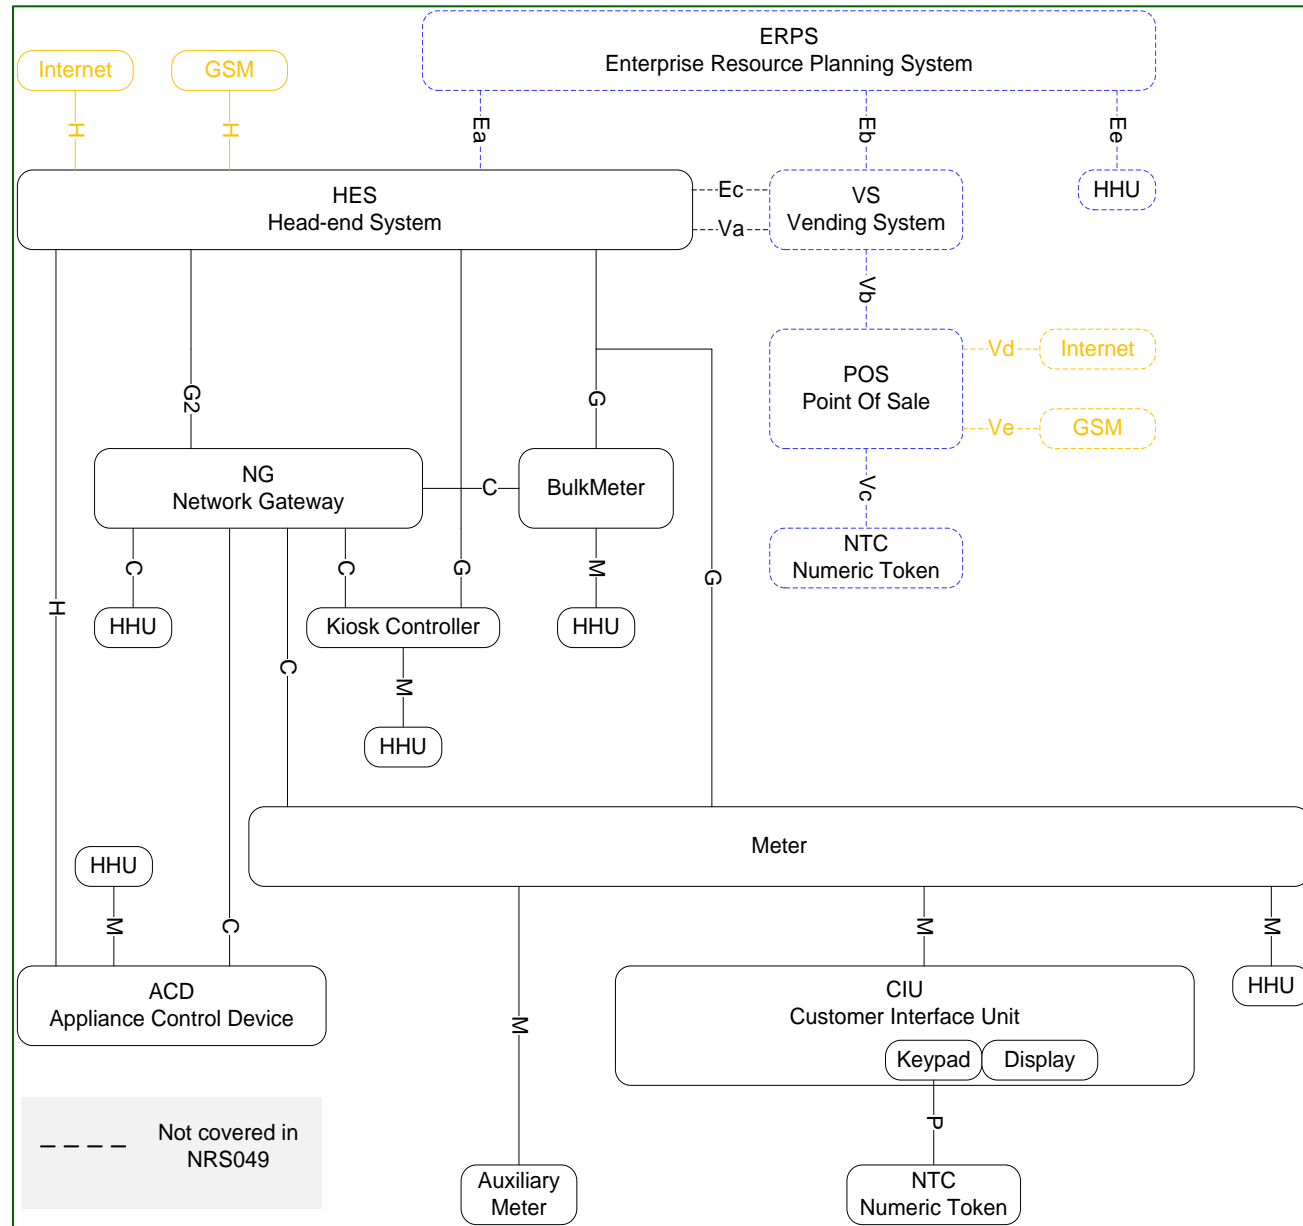 ERPS
Enterprise Resource Planning System
Internet
GSM
H
H
Ea
Eb
Ee
HES
Head-end System
Ec
Va
VS
Vending System
HHU
Vb
POS
Point Of Sale
Vd
Internet
Ve
GSM
G2
G
NG
Network Gateway
C
BulkMeter
Vc
NTC
Numeric Token
C
C
G
M
G
H
HHU
Kiosk Controller
HHU
C
M
HHU
Meter
HHU
M
C
M
M
M
ACD
Appliance Control Device
CIU
Customer Interface Unit
HHU
Keypad
Display
P
Not covered in
NRS049
Auxiliary
Meter
NTC
Numeric Token